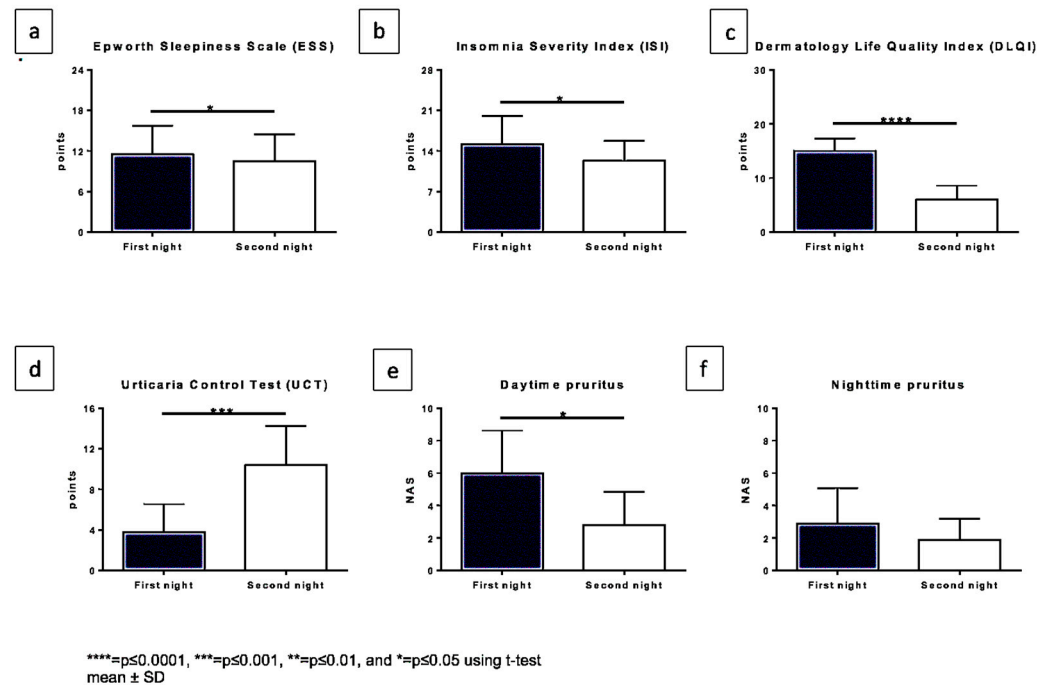 a
Epworth Sleepiness Scale (ESS)
points
24
18
12
6
0
*
First night
Second night
b
Insomnia Severity Index (ISI)
points
28
21
14
7
0
*
First night
Second night
c
Dermatology Life Quality Index (DLQI)
points
30
20
10
0
****
First night
Second night
d
Urticaria Control Test (UCT)
points
16
12
8
4
0
***
First night
Second night
e
Daytime pruritus
NAS
10
8
6
4
2
0
*
First night
Second night
f
Nighttime pruritus
NAS
10
8
6
4
2
0
First night
Second night
****=p≤0.0001, ***=p≤0.001, **=p≤0.01, and *=p≤0.05 using t-test
mean ± SD